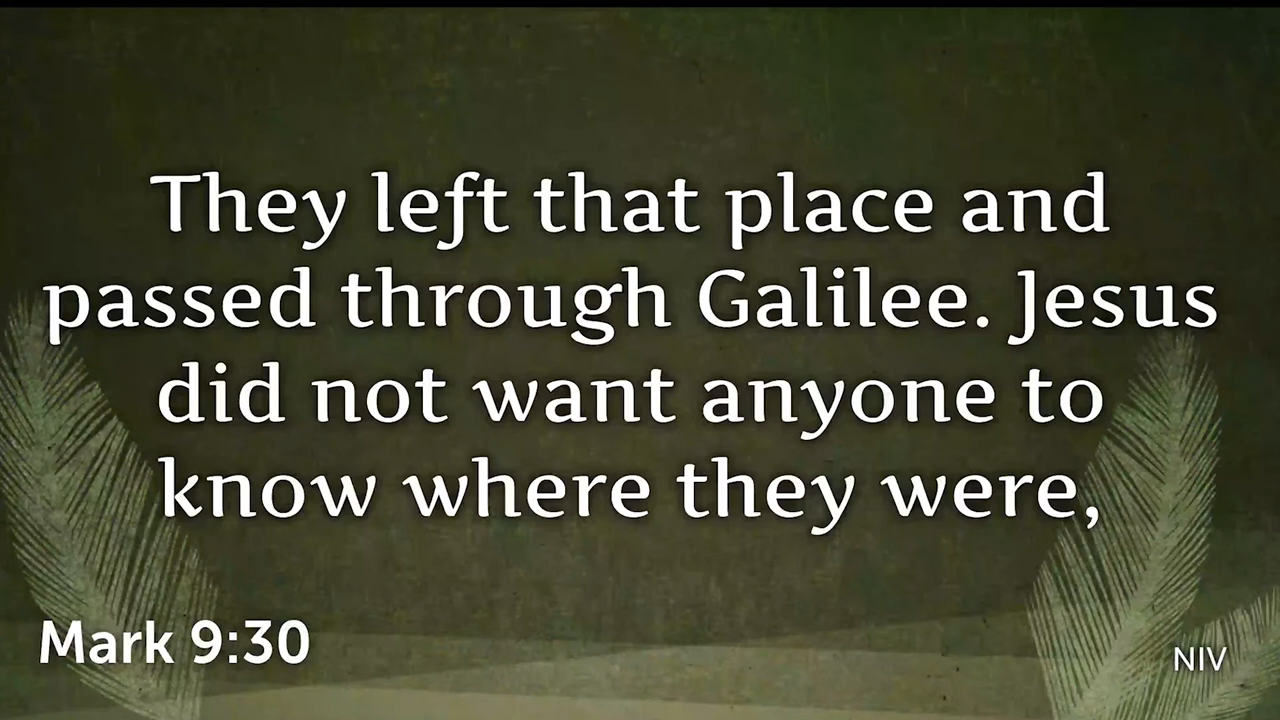 They left that place and
passed through Galilee. Jesus
did not want anyone to
know where they were,
Mark 9:30
NIV